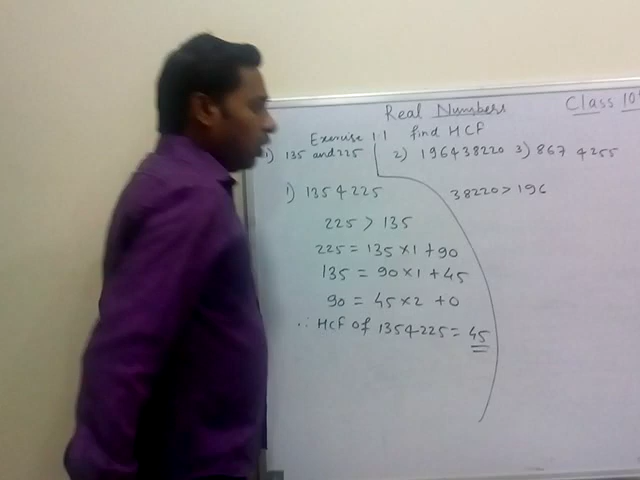 Real Numbers Class 10
Exercise 1.1 find HCF
1) 135 and 225 2) 196 & 38220 3) 867 & 255
1) 135 & 225
38220 > 196
225 > 135
225 = 135 × 1 + 90
135 = 90 × 1 + 45
90 = 45 × 2 + 0
∴ HCF of 135 & 225 = 45